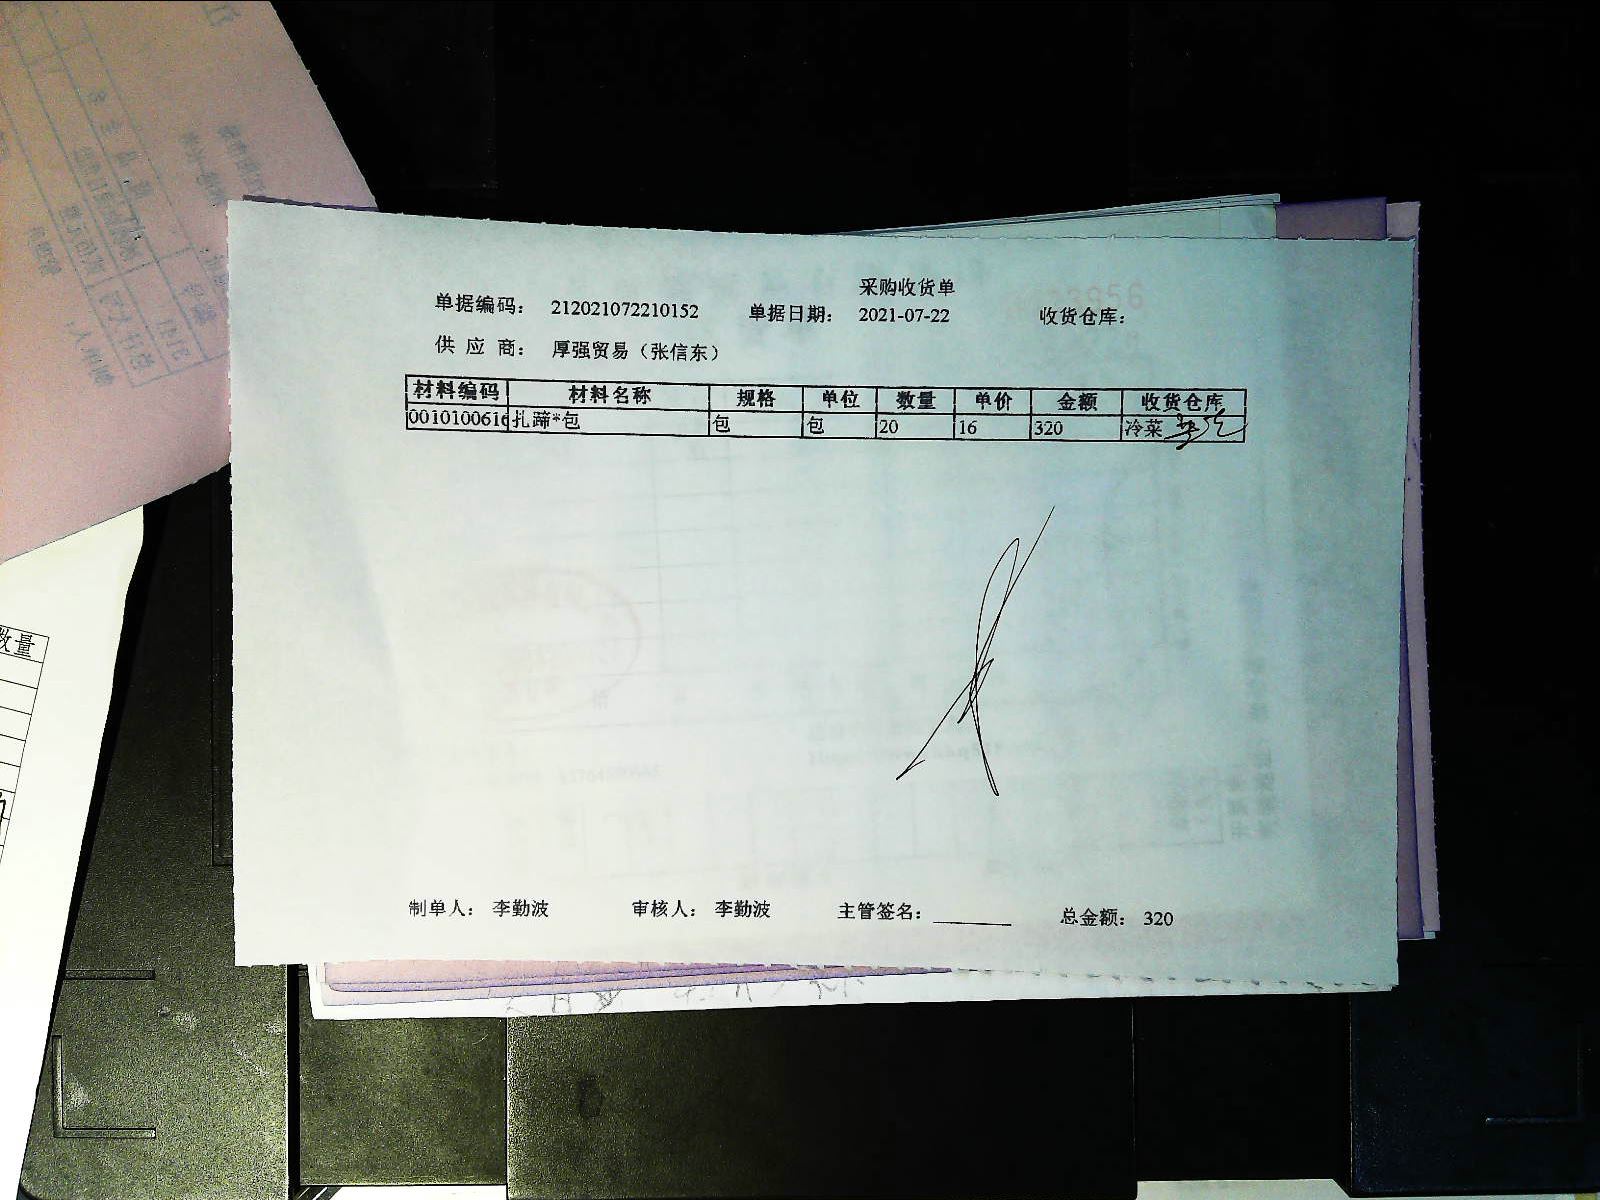 采购收货单
单据编码： 212021072210152 单据日期： 2021-07-22 收货仓库：
供 应 商： 厚强贸易（张信东）
材料编码 材料名称 规格 单位 数量 单价 金额 收货仓库
001010061 扎蹄*包 包 包 20 16 320 冷菜
制单人： 李勤波 审核人： 李勤波 主管签名： 总金额： 320
数量